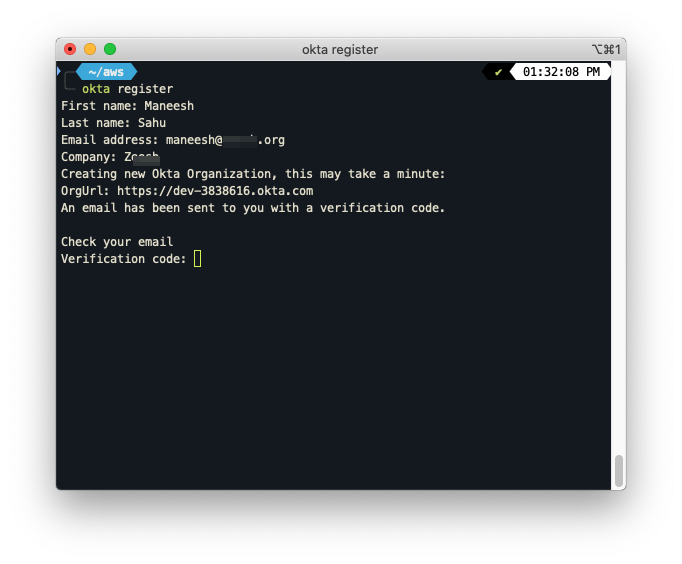 okta register
⌥⌘1
~/aws ✔ 01:32:08 PM
okta register
First name: Maneesh
Last name: Sahu
Email address: maneesh@ .org
Company:
Creating new Okta Organization, this may take a minute:
OrgUrl: https://dev-3838616.okta.com
An email has been sent to you with a verification code.
Check your email
Verification code: